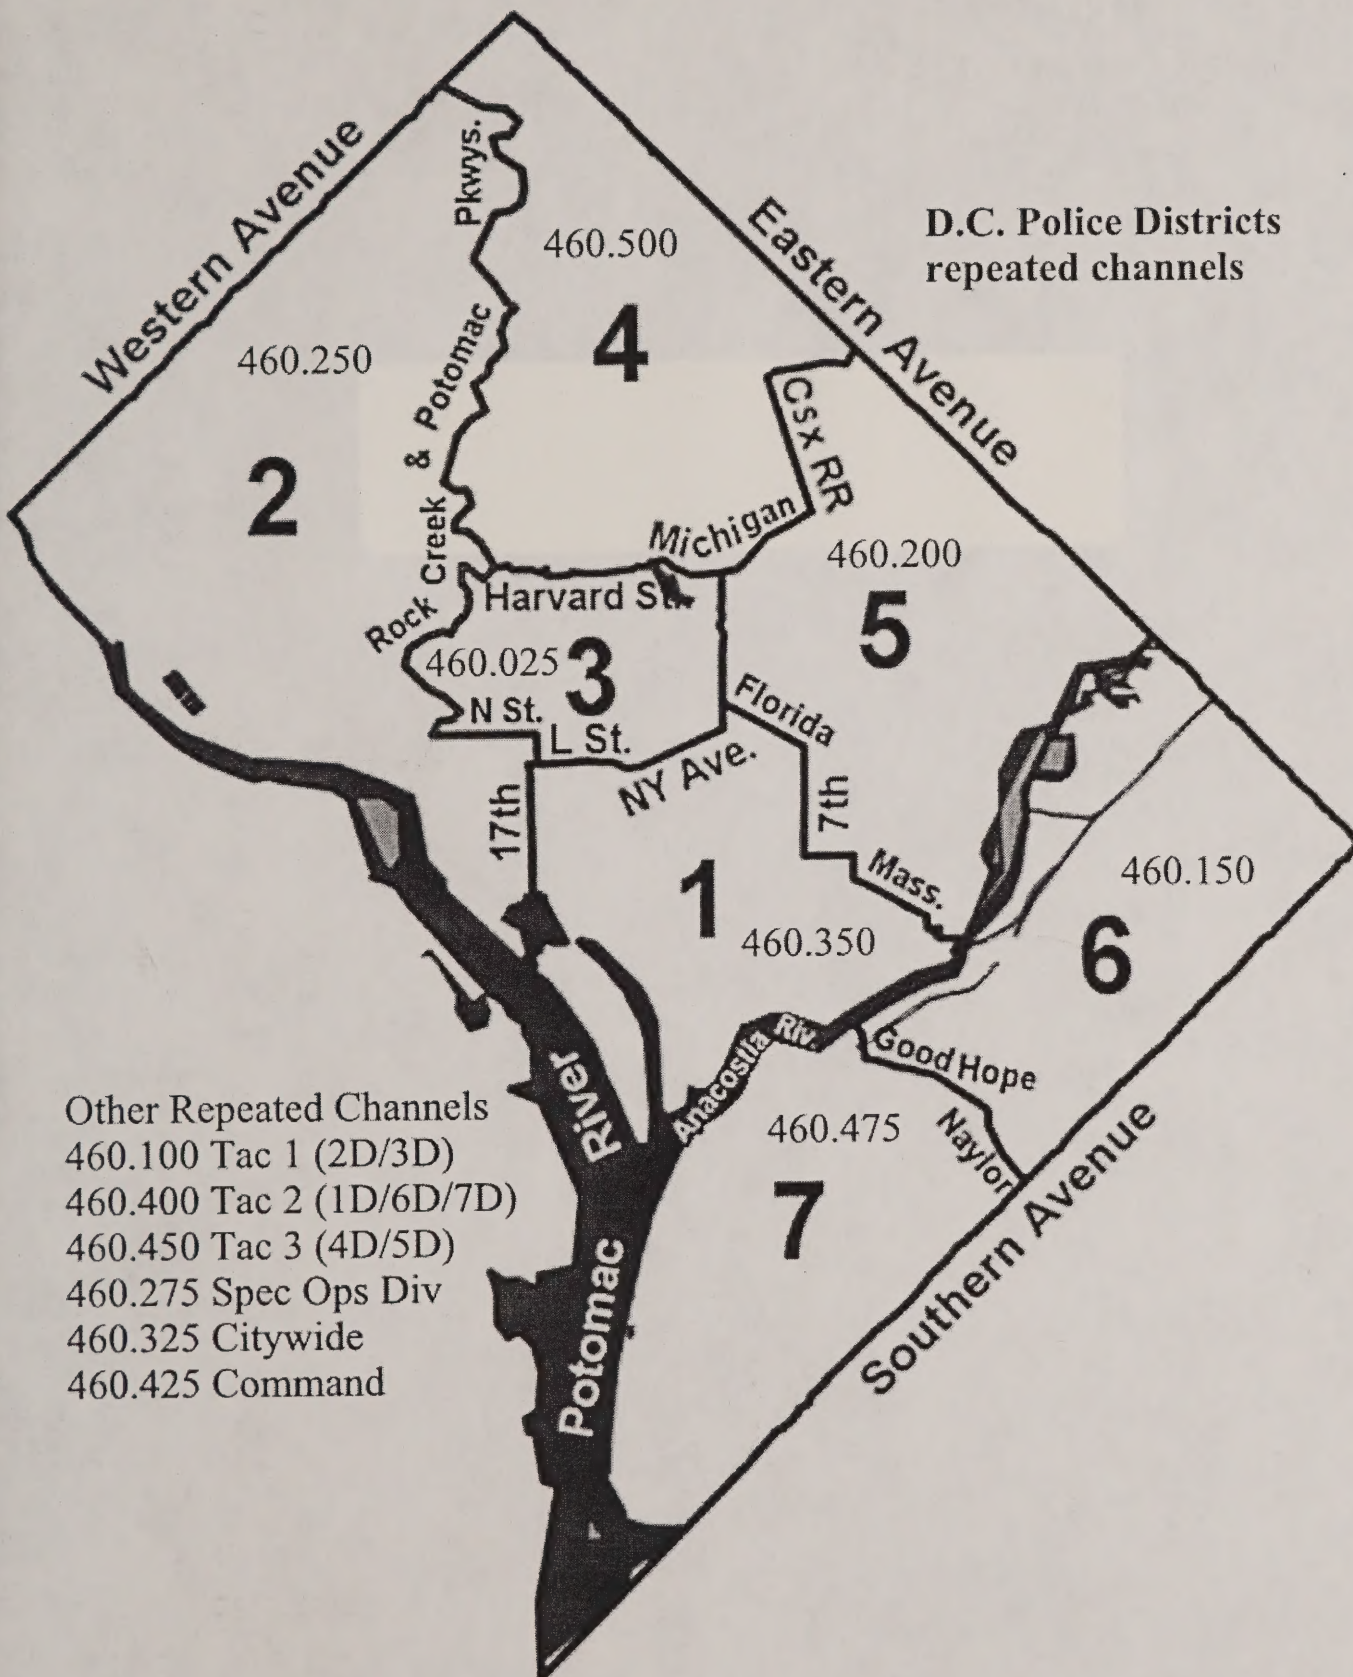 D.C. Police Districts
repeated channels
Western Avenue
Eastern Avenue
Pkwys.
460.500
4
460.250
2
Rock Creek & Potomac
Csx RR
Michigan
460.200
5
Harvard St.
460.025
3
N St.
L St.
NY Ave.
Florida
17th
7th
Mass.
1
460.350
460.150
6
Anacostia Riv.
Good Hope
Naylor
460.475
7
Southern Avenue
Potomac River
Other Repeated Channels
460.100 Tac 1 (2D/3D)
460.400 Tac 2 (1D/6D/7D)
460.450 Tac 3 (4D/5D)
460.275 Spec Ops Div
460.325 Citywide
460.425 Command